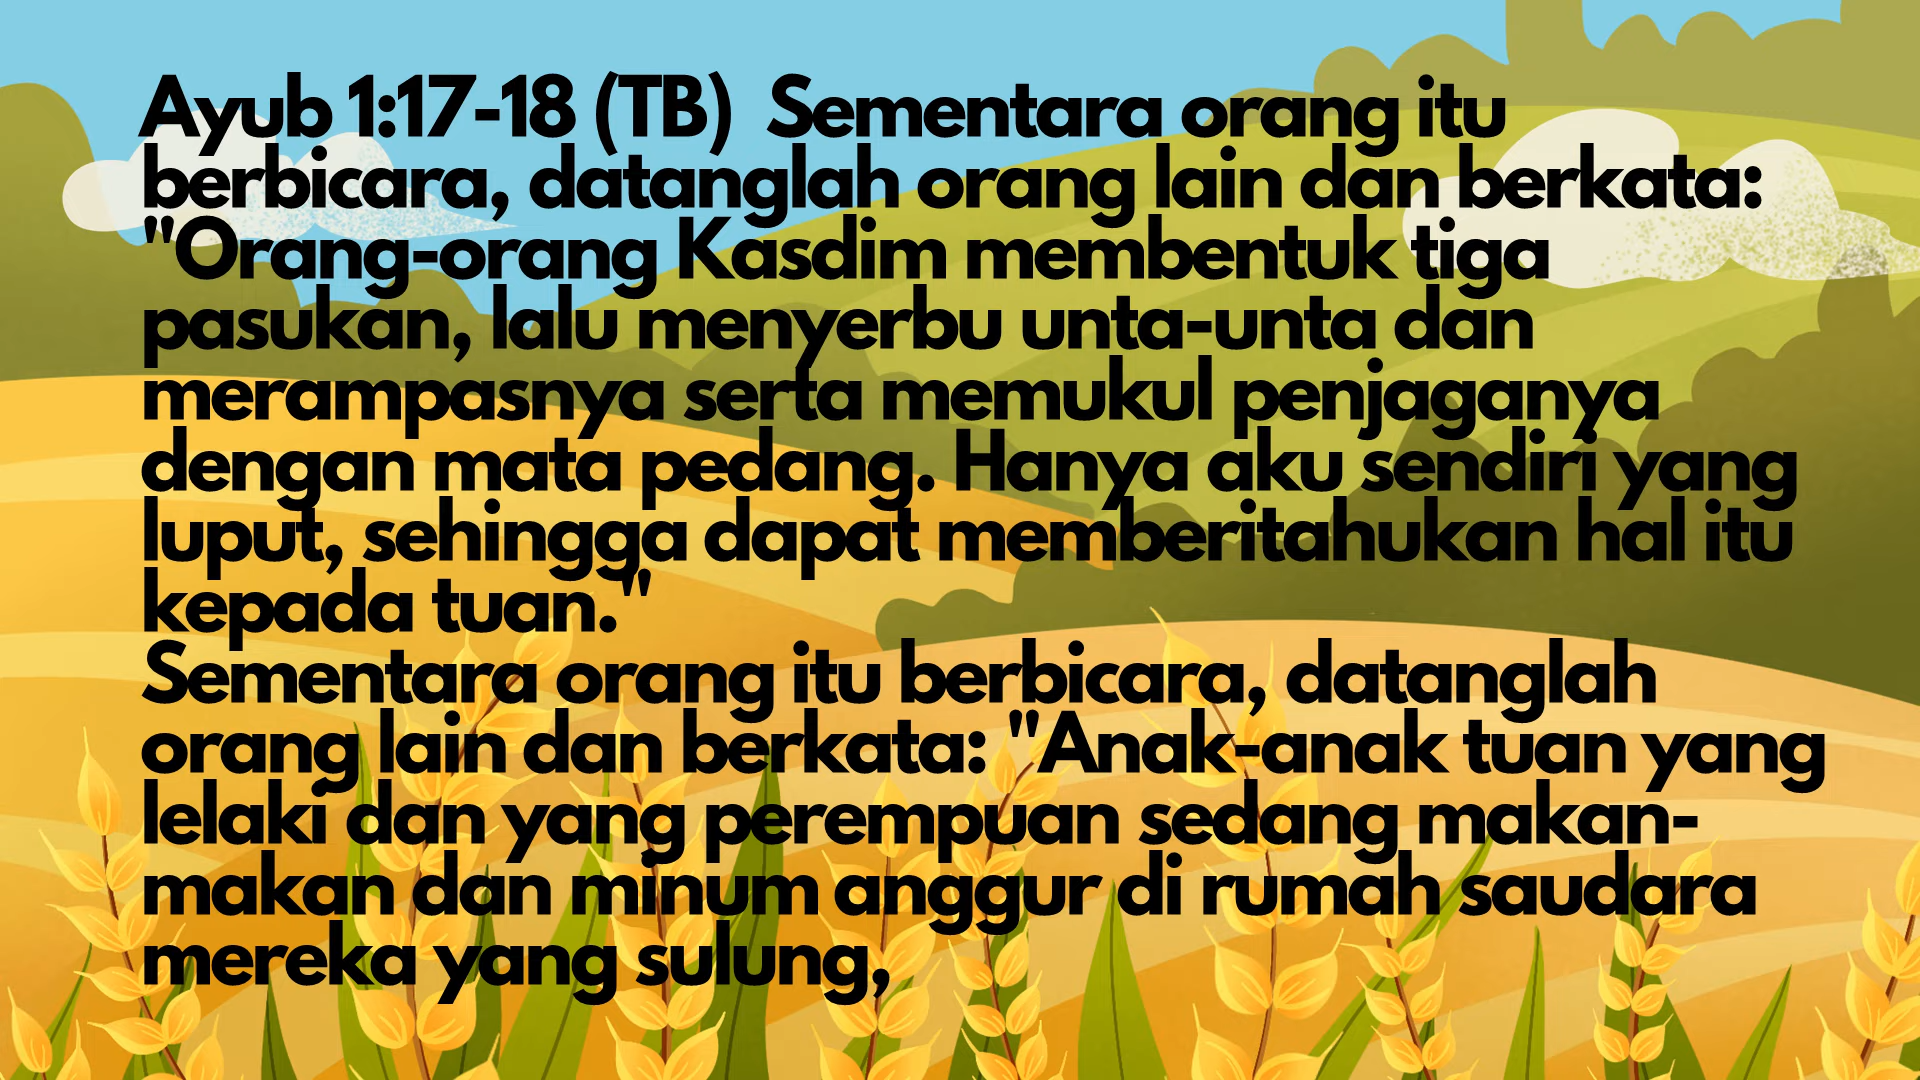 Ayub 1:17-18 (TB)  Sementara orang itu
berbicara, datanglah orang lain dan berkata:
"Orang-orang Kasdim membentuk tiga
pasukan, lalu menyerbu unta-unta dan
merampasnya serta memukul penjaganya
dengan mata pedang. Hanya aku sendiri yang
luput, sehingga dapat memberitahukan hal itu
kepada tuan."
Sementara orang itu berbicara, datanglah
orang lain dan berkata: "Anak-anak tuan yang
lelaki dan yang perempuan sedang makan-
makan dan minum anggur di rumah saudara
mereka yang sulung,